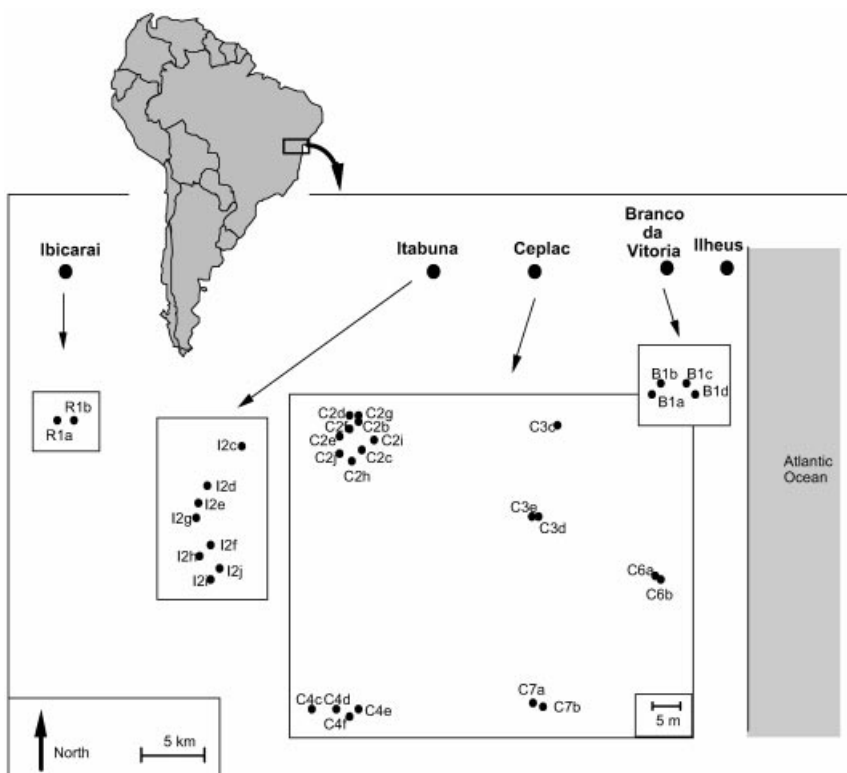 Ibicarai
Itabuna
Ceplac
Branco
da
Vitoria
Ilheus
R1b
R1a
I2c
I2d
I2e
I2g
I2f
I2h
I2j
I2i
C2d
C2g
C2f
C2b
C2e
C2i
C2j
C2c
C2h
C3c
C3e
C3d
C6a
C6b
C4c
C4d
C4e
C4f
C7a
C7b
B1b
B1c
B1a
B1d
Atlantic
Ocean
North
5 km
5 m